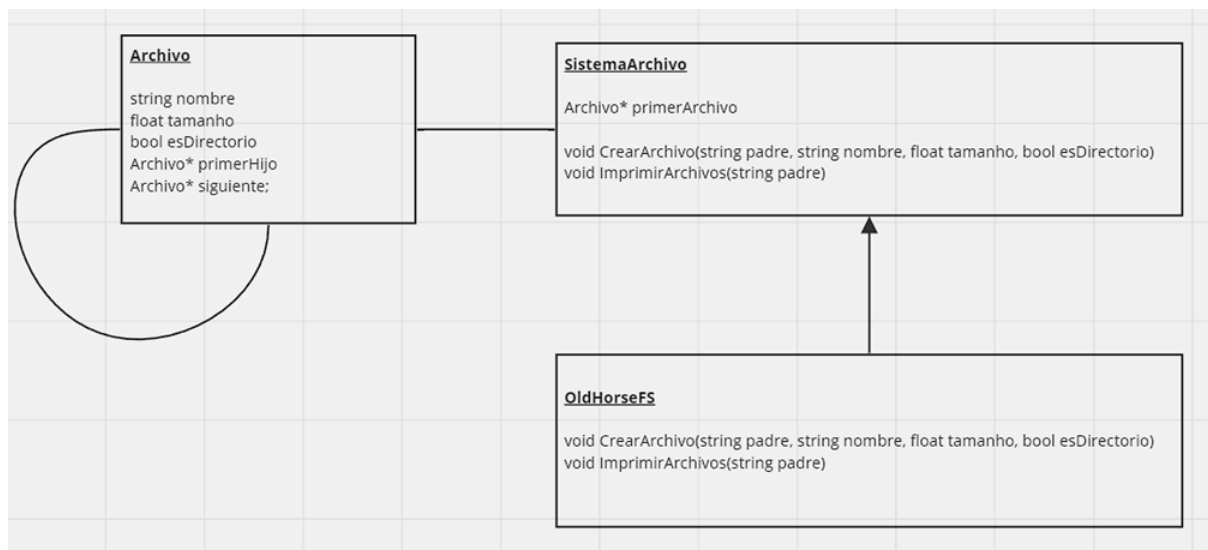 Archivo
string nombre
float tamanho
bool esDirectorio
Archivo* primerHijo
Archivo* siguiente;
SistemaArchivo
Archivo* primerArchivo
void CrearArchivo(string padre, string nombre, float tamanho, bool esDirectorio)
void ImprimirArchivos(string padre)
OldHorseFS
void CrearArchivo(string padre, string nombre, float tamanho, bool esDirectorio)
void ImprimirArchivos(string padre)